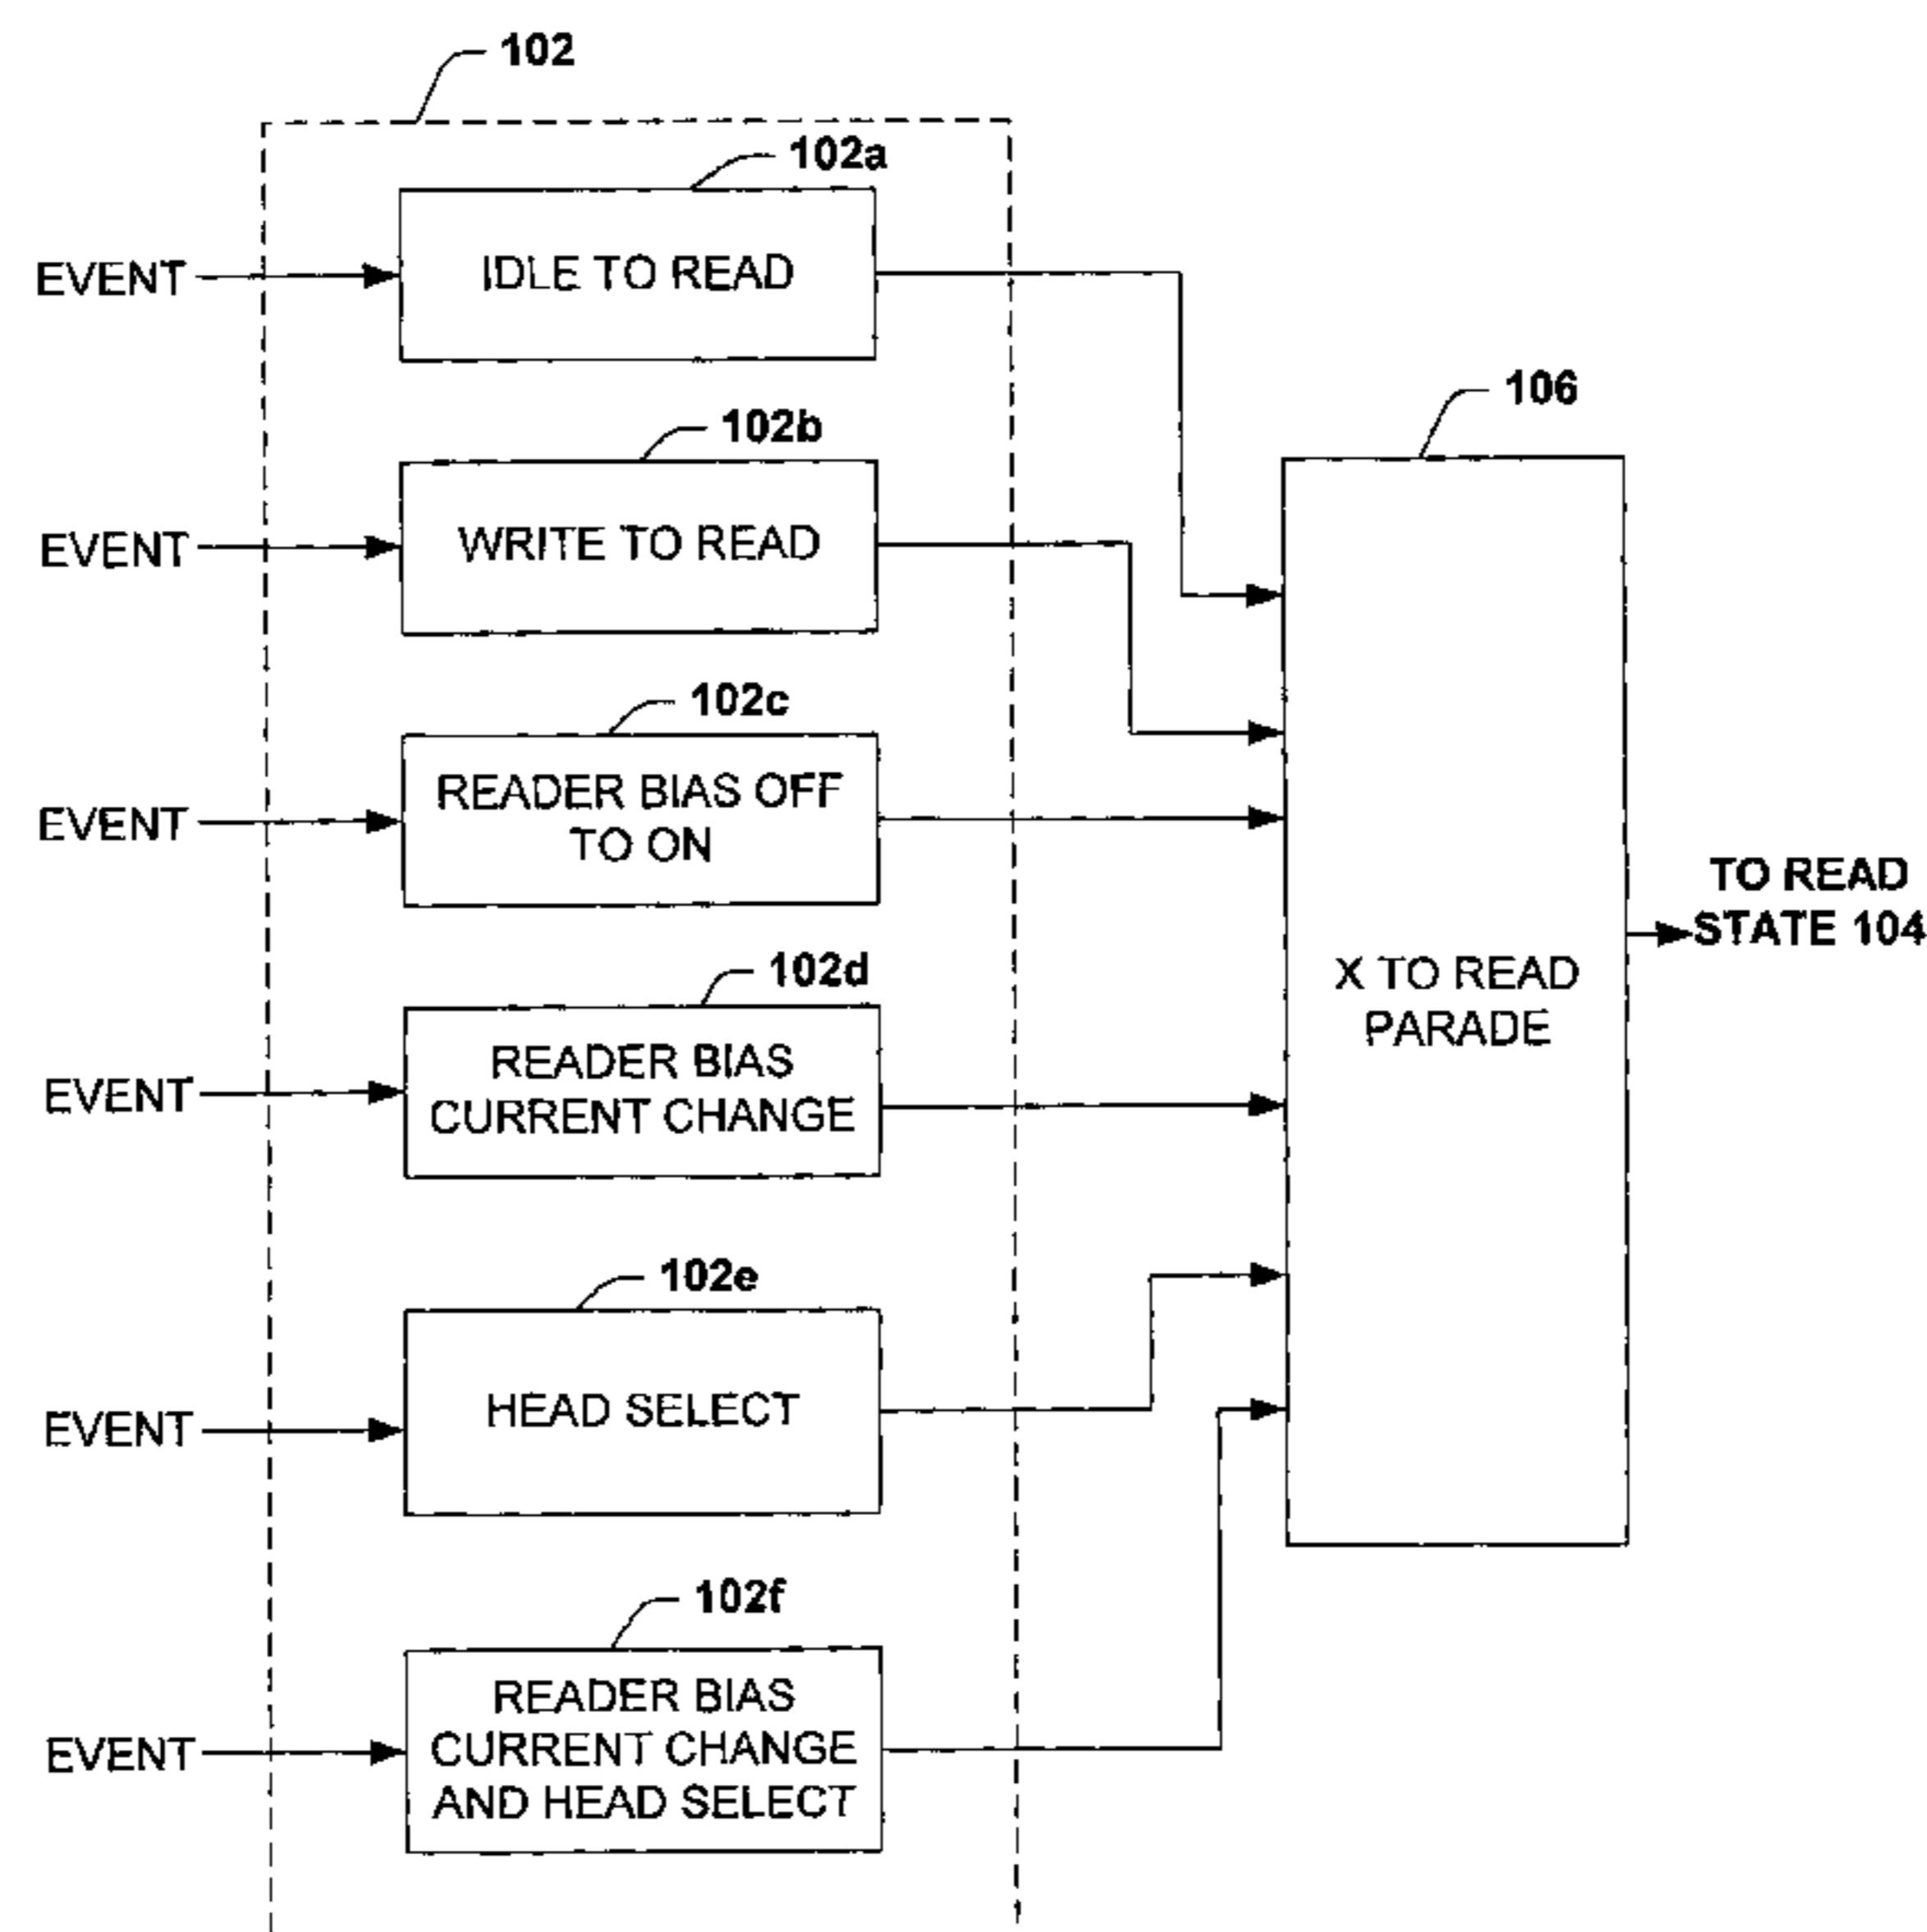 102
102a
EVENT
IDLE TO READ
106
102b
EVENT
WRITE TO READ
102c
EVENT
READER BIAS OFF
TO ON
TO READ
STATE 104
X TO READ
PARADE
102d
EVENT
READER BIAS
CURRENT CHANGE
102e
EVENT
HEAD SELECT
102f
EVENT
READER BIAS
CURRENT CHANGE
AND HEAD SELECT